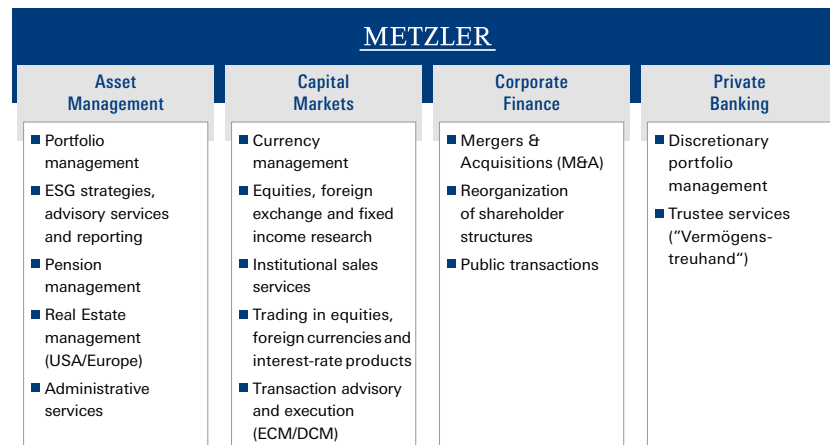 METZLER
Asset
Management
Portfolio
management
ESG strategies,
advisory services
and reporting
Pension
management
Real Estate
management
(USA/Europe)
Administrative
services
Capital
Markets
Currency
management
Equities, foreign
exchange and fixed
income research
Institutional sales
services
Trading in equities,
foreign currencies and
interest-rate products
Transaction advisory
and execution
(ECM/DCM)
Corporate
Finance
Mergers &
Acquisitions (M&A)
Reorganization
of shareholder
structures
Public transactions
Private
Banking
Discretionary
portfolio
management
Trustee services
(”Vermögens-
treuhand“)